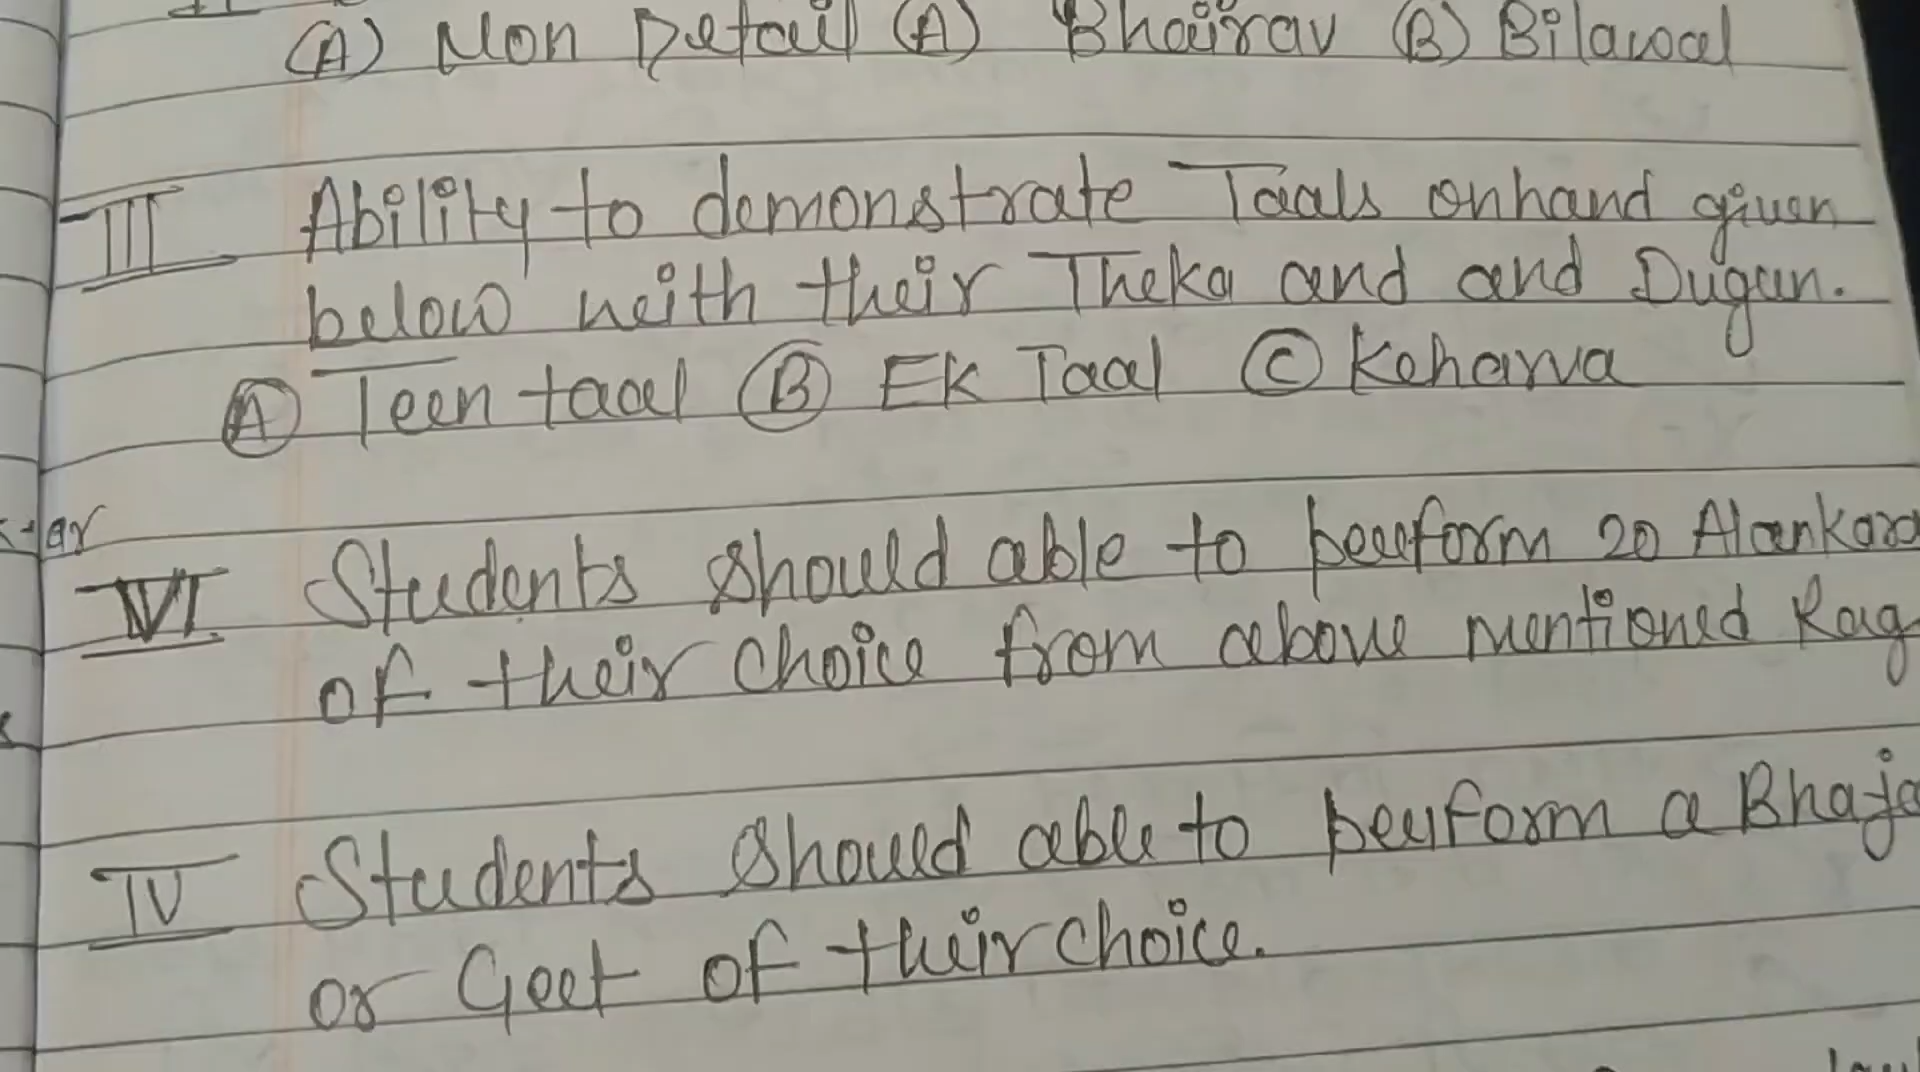 (A) Non Detail (A) Bhairav (B) Bilawal
III Ability to demonstrate Taals onhand given
below with their Theka and and Dugun.
(A) Teen taal (B) Ek Taal (C) Keharva
VI Students should able to perform 20 Alankara
of their choice from above mentioned Rag
IV Students should able to perform a Bhaja
or Geet of their choice.